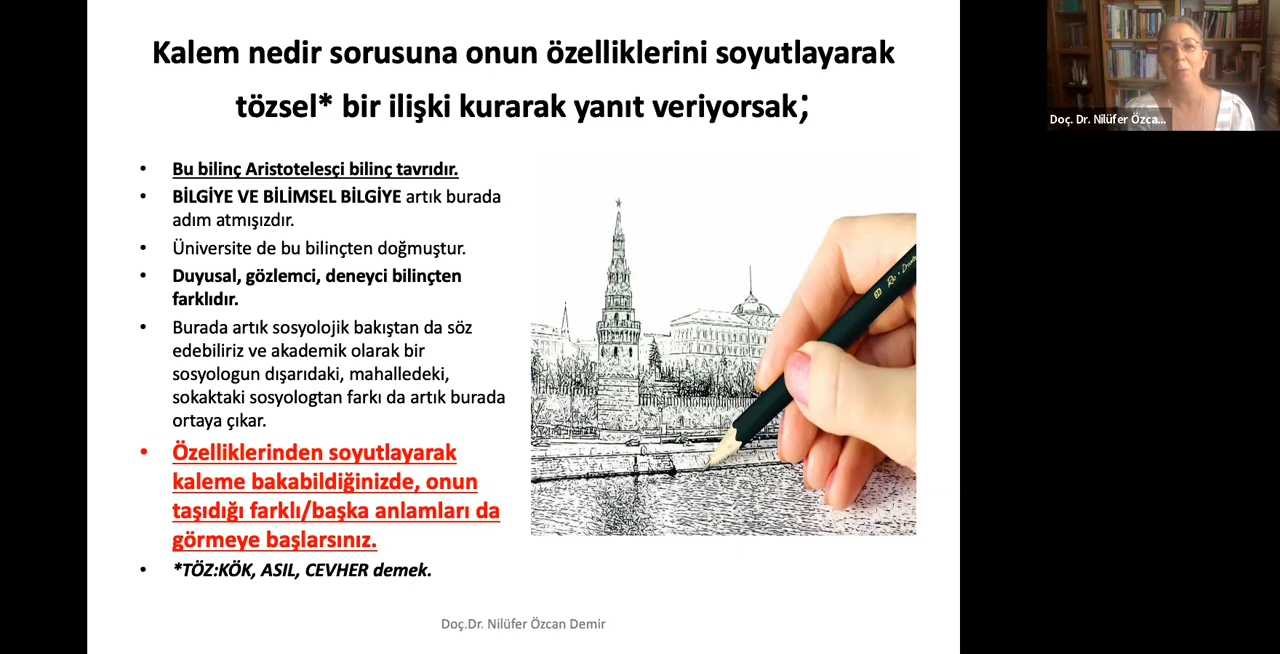 Kalem nedir sorusuna onun özelliklerini soyutlayarak
tözsel* bir ilişki kurarak yanıt veriyorsak;
• Bu bilinç Aristotelesçi bilinç tavrıdır.
• BİLGİYE VE BİLİMSEL BİLGİYE artık burada
adım atmışızdır.
• Üniversite de bu bilinçten doğmuştur.
• Duyusal, gözlemci, deneyci bilinçten
farklıdır.
• Burada artık sosyolojik bakıştan da söz
edebiliriz ve akademik olarak bir
sosyologun dışarıdaki, mahalledeki,
sokaktaki sosyologtan farkı da artık burada
ortaya çıkar.
• Özelliklerinden soyutlayarak
kaleme bakabildiğinizde, onun
taşıdığı farklı/başka anlamları da
görmeye başlarsınız.
• *TÖZ:KÖK, ASIL, CEVHER demek.
Doç.Dr. Nilüfer Özcan Demir
Doç. Dr. Nilüfer Özca...